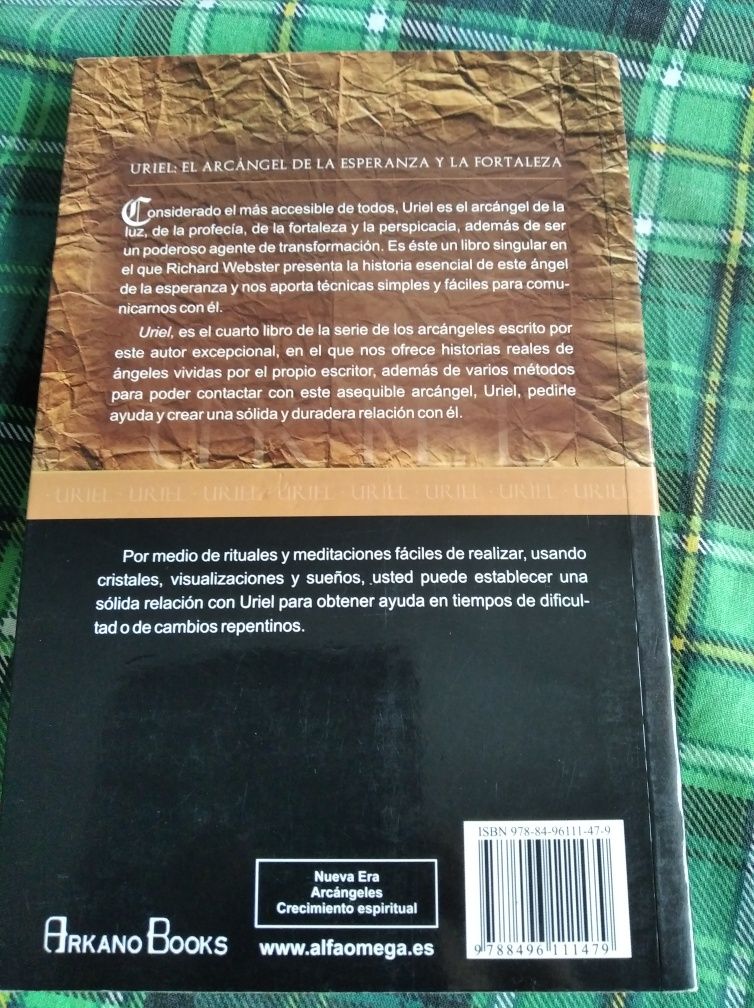 URIEL: EL ARCÁNGEL DE LA ESPERANZA Y LA FORTALEZA
Considerado el más accesible de todos, Uriel es el arcángel de la
luz, de la profecía, de la fortaleza y la perspicacia, además de ser
un poderoso agente de transformación. Es éste un libro singular en
el que Richard Webster presenta la historia esencial de este ángel
de la esperanza y nos aporta técnicas simples y fáciles para comu-
nicarnos con él.
Uriel, es el cuarto libro de la serie de los arcángeles escrito por
este autor excepcional, en el que nos ofrece historias reales de
ángeles vividas por el propio escritor, además de varios métodos
para poder contactar con este asequible arcángel, Uriel, pedirle
ayuda y crear una sólida y duradera relación con él.
URIEL
· URIEL · URIEL · URIEL · URIEL · URIEL · URIEL · URIEL · URIEL
Por medio de rituales y meditaciones fáciles de realizar, usando
cristales, visualizaciones y sueños, usted puede establecer una
sólida relación con Uriel para obtener ayuda en tiempos de dificul-
tad o de cambios repentinos.
ISBN 978-84-96111-47-9
Nueva Era
Arcángeles
Crecimiento espiritual
ARKANO BOOKS
www.alfaomega.es
9 788496 111479